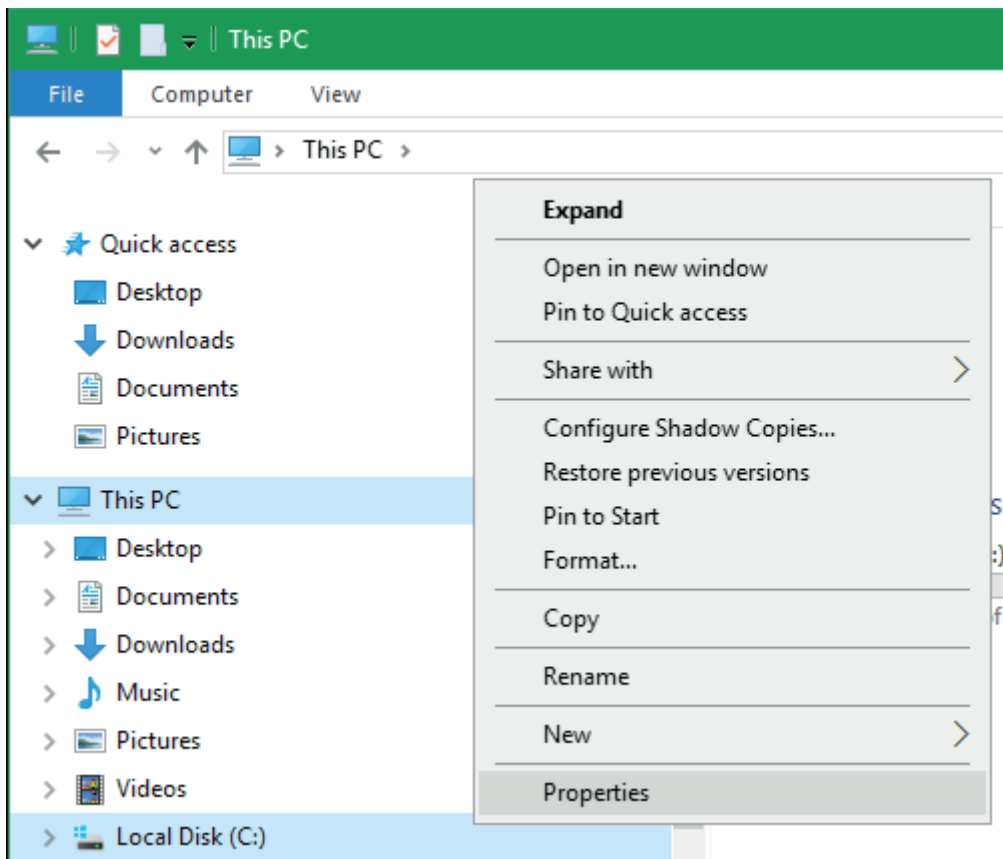 This PC
File Computer View
This PC
Quick access
Desktop
Downloads
Documents
Pictures
This PC
Desktop
Documents
Downloads
Music
Pictures
Videos
Local Disk (C:)
Expand
Open in new window
Pin to Quick access
Share with
Configure Shadow Copies...
Restore previous versions
Pin to Start
Format...
Copy
Rename
New
Properties